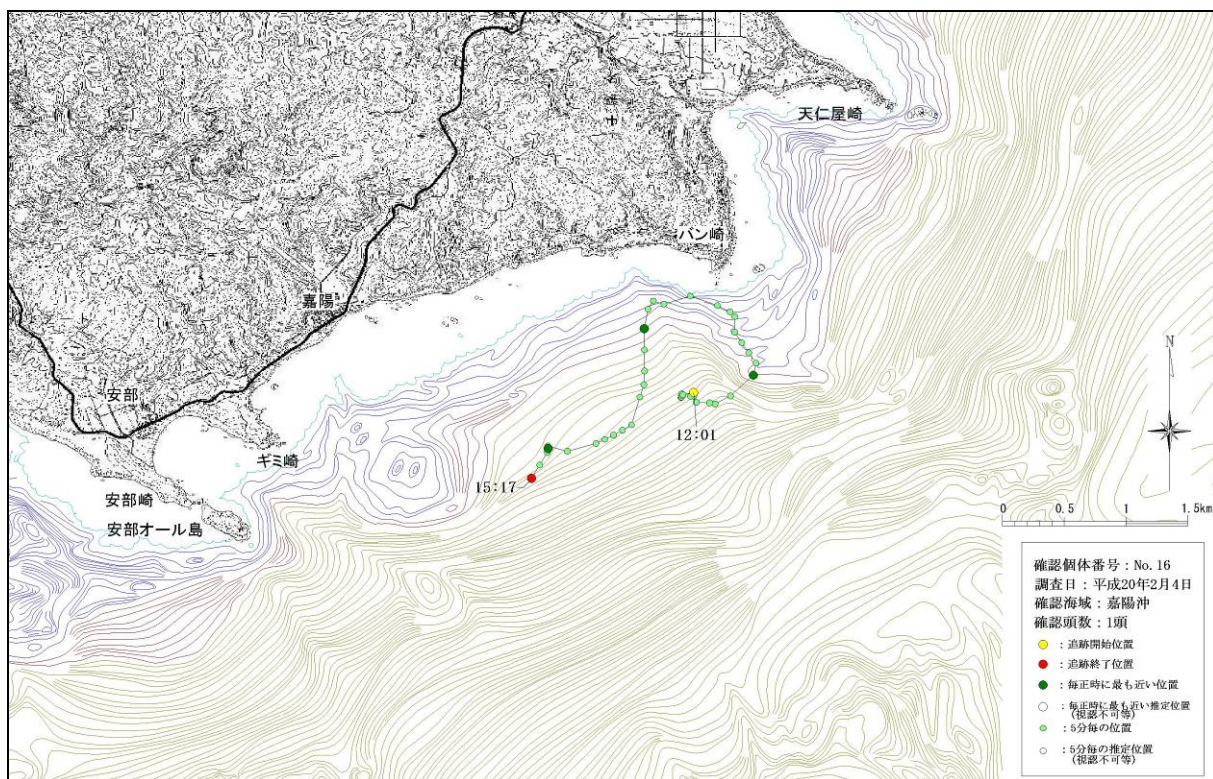 天仁屋崎
バン崎
嘉陽
安部
ギミ崎
安部崎
安部オール島
12:01
15:17
N
0 0.5 1 1.5km
確認個体番号：No.16
調査日：平成20年2月4日
確認海域：嘉陽沖
確認頭数：1頭
：追跡開始位置
：追跡終了位置
：毎正時に最も近い位置
：毎正時に最も近い推定位置
(視認不可等)
：5分毎の位置
：5分毎の推定位置
(視認不可等)